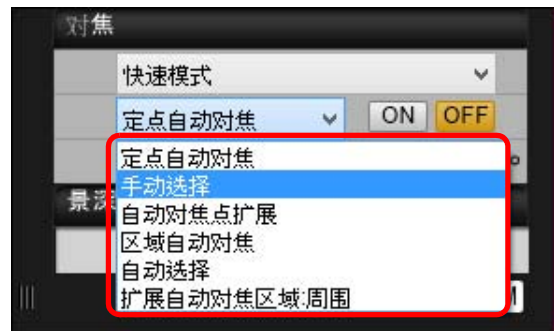 对焦
快速模式
定点自动对焦 ON OFF
定点自动对焦
手动选择
景深
自动对焦点扩展
区域自动对焦
自动选择
扩展自动对焦区域:周围